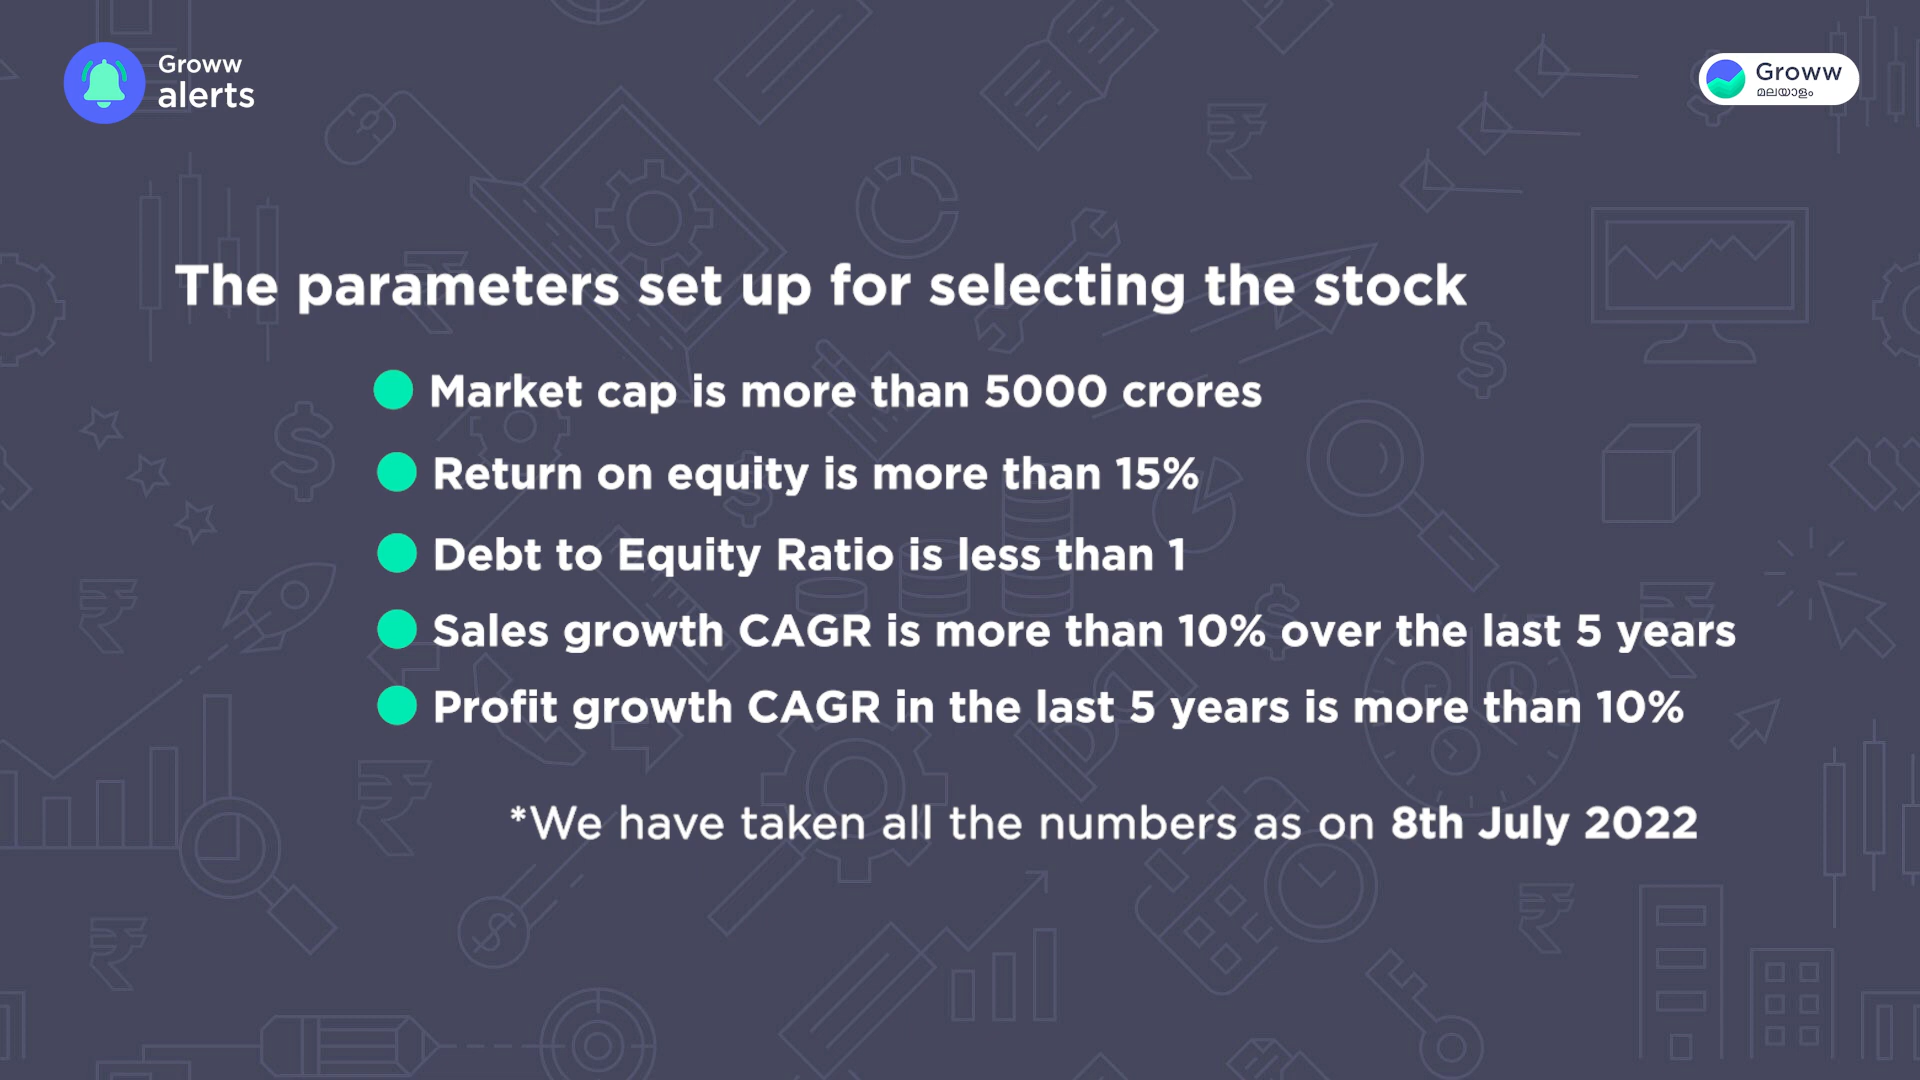 Groww
alerts
Groww
മലയാളം
The parameters set up for selecting the stock
Market cap is more than 5000 crores
Return on equity is more than 15%
Debt to Equity Ratio is less than 1
Sales growth CAGR is more than 10% over the last 5 years
Profit growth CAGR in the last 5 years is more than 10%
*We have taken all the numbers as on 8th July 2022